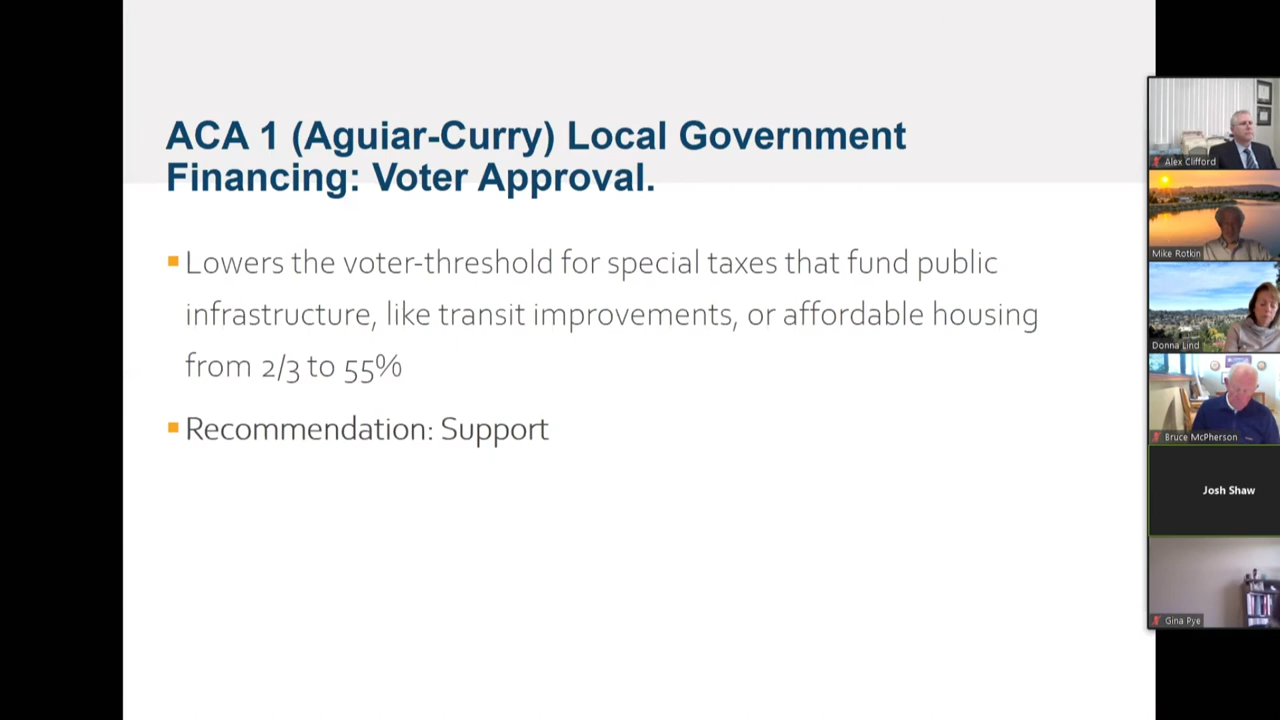 ACA 1 (Aguiar-Curry) Local Government
Financing: Voter Approval.
Lowers the voter-threshold for special taxes that fund public
infrastructure, like transit improvements, or affordable housing
from 2/3 to 55%
Recommendation: Support
Alex Clifford
Mike Rotkin
Donna Lind
Bruce McPherson
Josh Shaw
Gina Pye